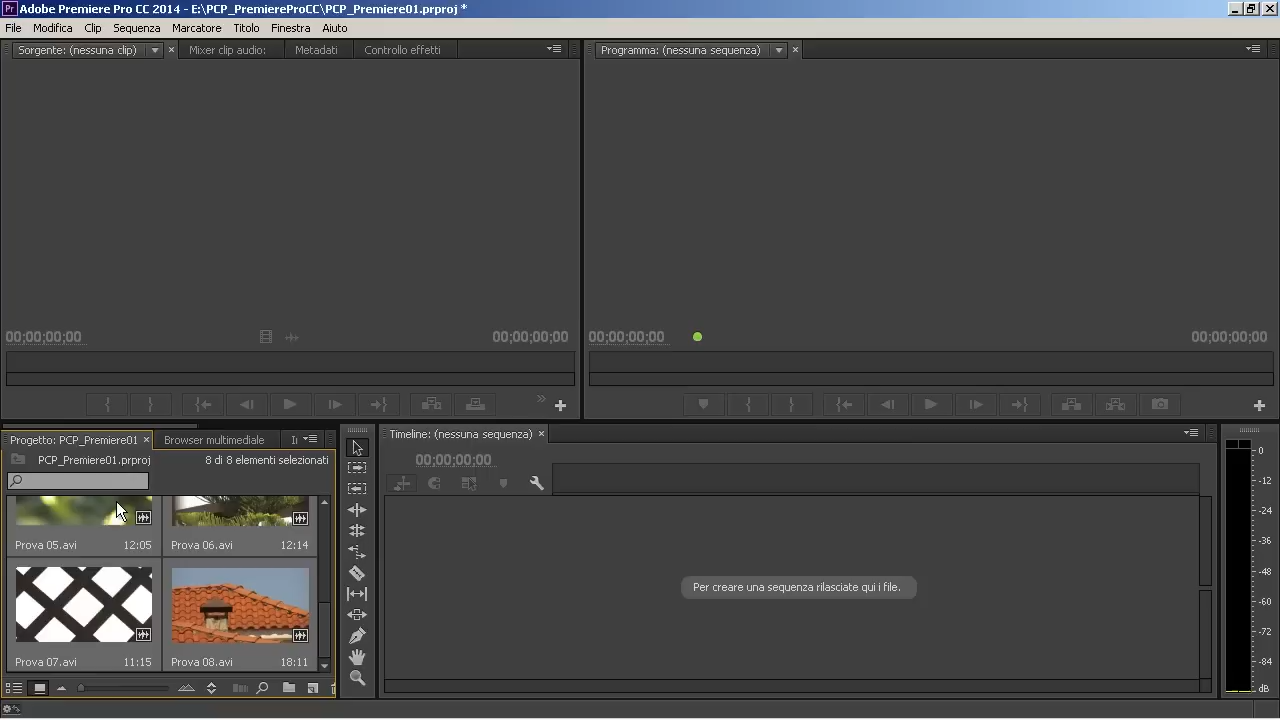 Adobe Premiere Pro CC 2014 - E:\PCP_PremiereProCC\PCP_Premiere01.prproj *
File Modifica Clip Sequenza Marcatore Titolo Finestra Aiuto
Sorgente: (nessuna clip) Mixer clip audio: Metadati Controllo effetti
Programma: (nessuna sequenza)
00;00;00;00 00;00;00;00
00;00;00;00 00;00;00;00
Progetto: PCP_Premiere01 Browser multimediale
PCP_Premiere01.prproj 8 di 8 elementi selezionati
Prova 05.avi 12:05
Prova 06.avi 12:14
Prova 07.avi 11:15
Prova 08.avi 18:11
Timeline: (nessuna sequenza)
00;00;00;00
Per creare una sequenza rilasciate qui i file.
0
-12
-24
-36
-48
-60
-72
-84
dB